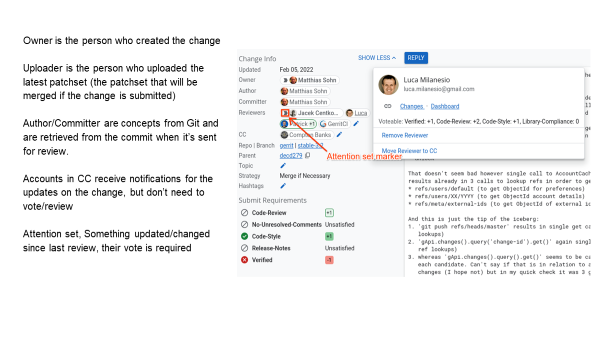 Owner is the person who created the change
Uploader is the person who uploaded the
latest patchset (the patchset that will be
merged if the change is submitted)
Author/Committer are concepts from Git and
are retrieved from the commit when it's sent
for review.
Accounts in CC receive notifications for the
updates on the change, but don't need to
vote/review
Attention set, Something updated/changed
since last review, their vote is required
Change Info
SHOW LESS
REPLY
Updated Feb 05, 2022
Owner Matthias Sohn
Author Matthias Sohn
Committer Matthias Sohn
Reviewers Jacek Centko... Luca
+1 GerritCI
CC Banks
Repo | Branch gerrit | stable-
Parent decd279
Topic
Strategy Merge if Necessary
Hashtags
Attention set marker
Submit Requirements
Code-Review +1
No-Unresolved-Comments Unsatisfied
Code-Style +1
Release-Notes Unsatisfied
Verified -1
Luca Milanesio
luca.milanesio@gmail.com
Changes · Dashboard
Votable: Verified: +1, Code-Review: +2, Code-Style: +1, Library-Compliance: 0
Remove Reviewer
Move Reviewer to CC
That doesn't seem bad however single call to AccountCach
results already in 3 calls to lookup refs in order to ge
* refs/users/default (to get ObjectId for preferences)
* refs/users/XX/YYYY (to get ObjectId account details)
* refs/meta/external-ids (to get ObjectId of external id
And this is just the tip of the iceberg:
1. 'git push refs/heads/master' results in single get ca
lookups)
2. 'gApi.changes().query('change-id').get()' again singl
ref lookups)
3. whereas 'gApi.changes().query().get()' seems to be ca
each candidate. Can't say if that is in relation to a
changes (I hope not) but in my quick check it was 3 g